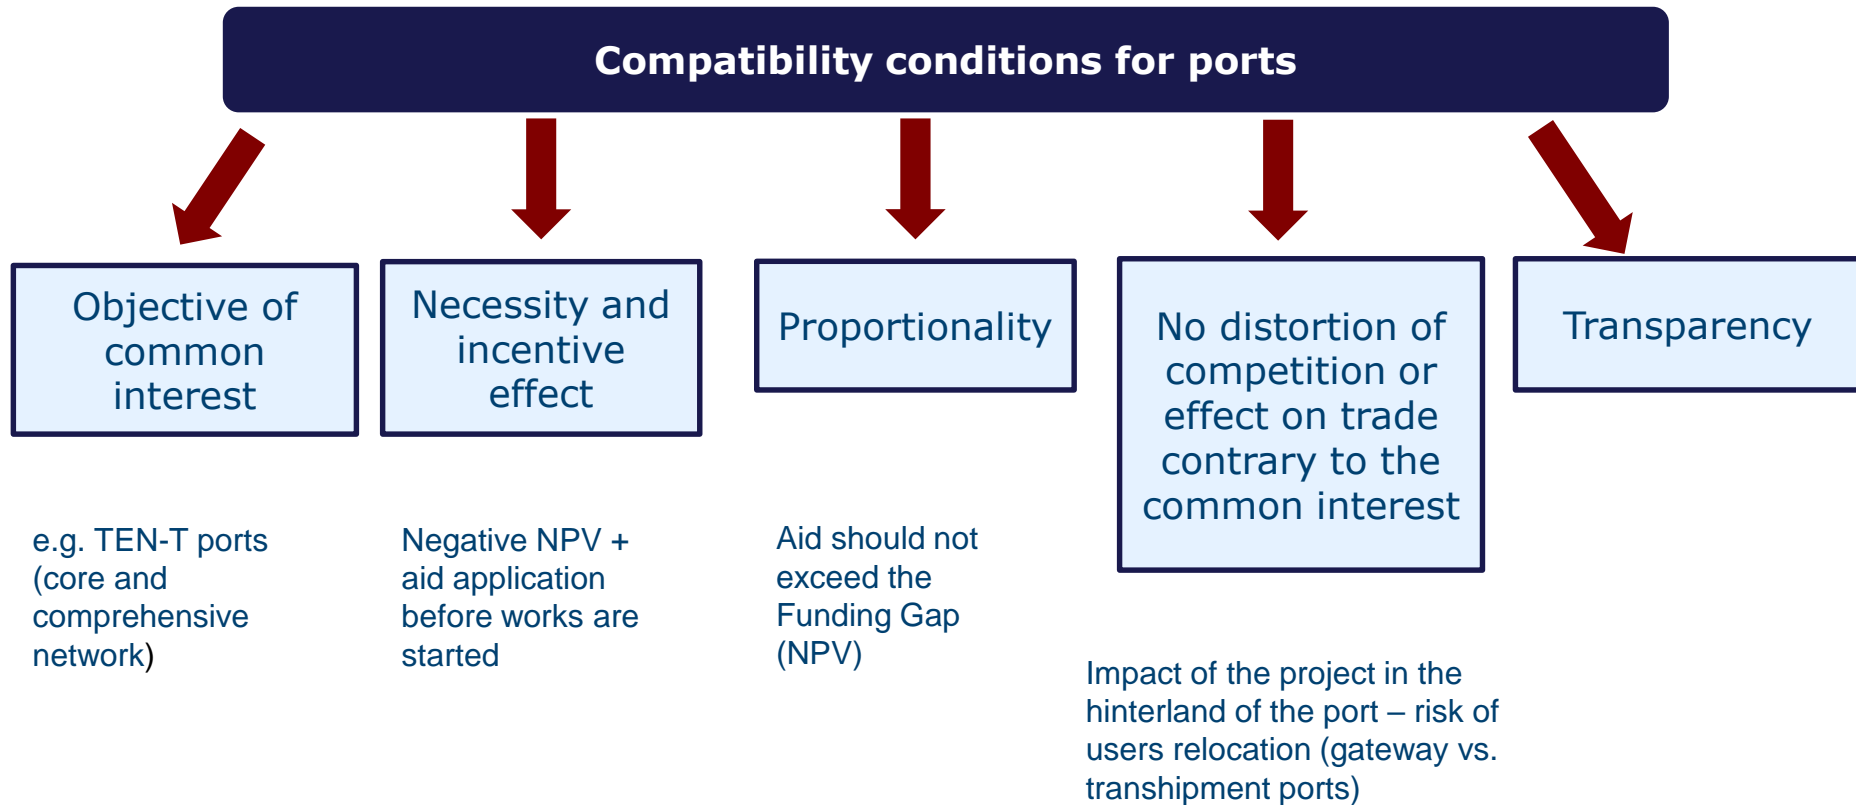 Compatibility conditions for ports
Objective of
common
interest
Necessity and
incentive
effect
Proportionality
No distortion of
competition or
effect on trade
contrary to the
common interest
Transparency
e.g. TEN-T ports
(core and
comprehensive
network)
Negative NPV +
aid application
before works are
started
Aid should not
exceed the
Funding Gap
(NPV)
Impact of the project in the
hinterland of the port – risk of
users relocation (gateway vs.
transhipment ports)